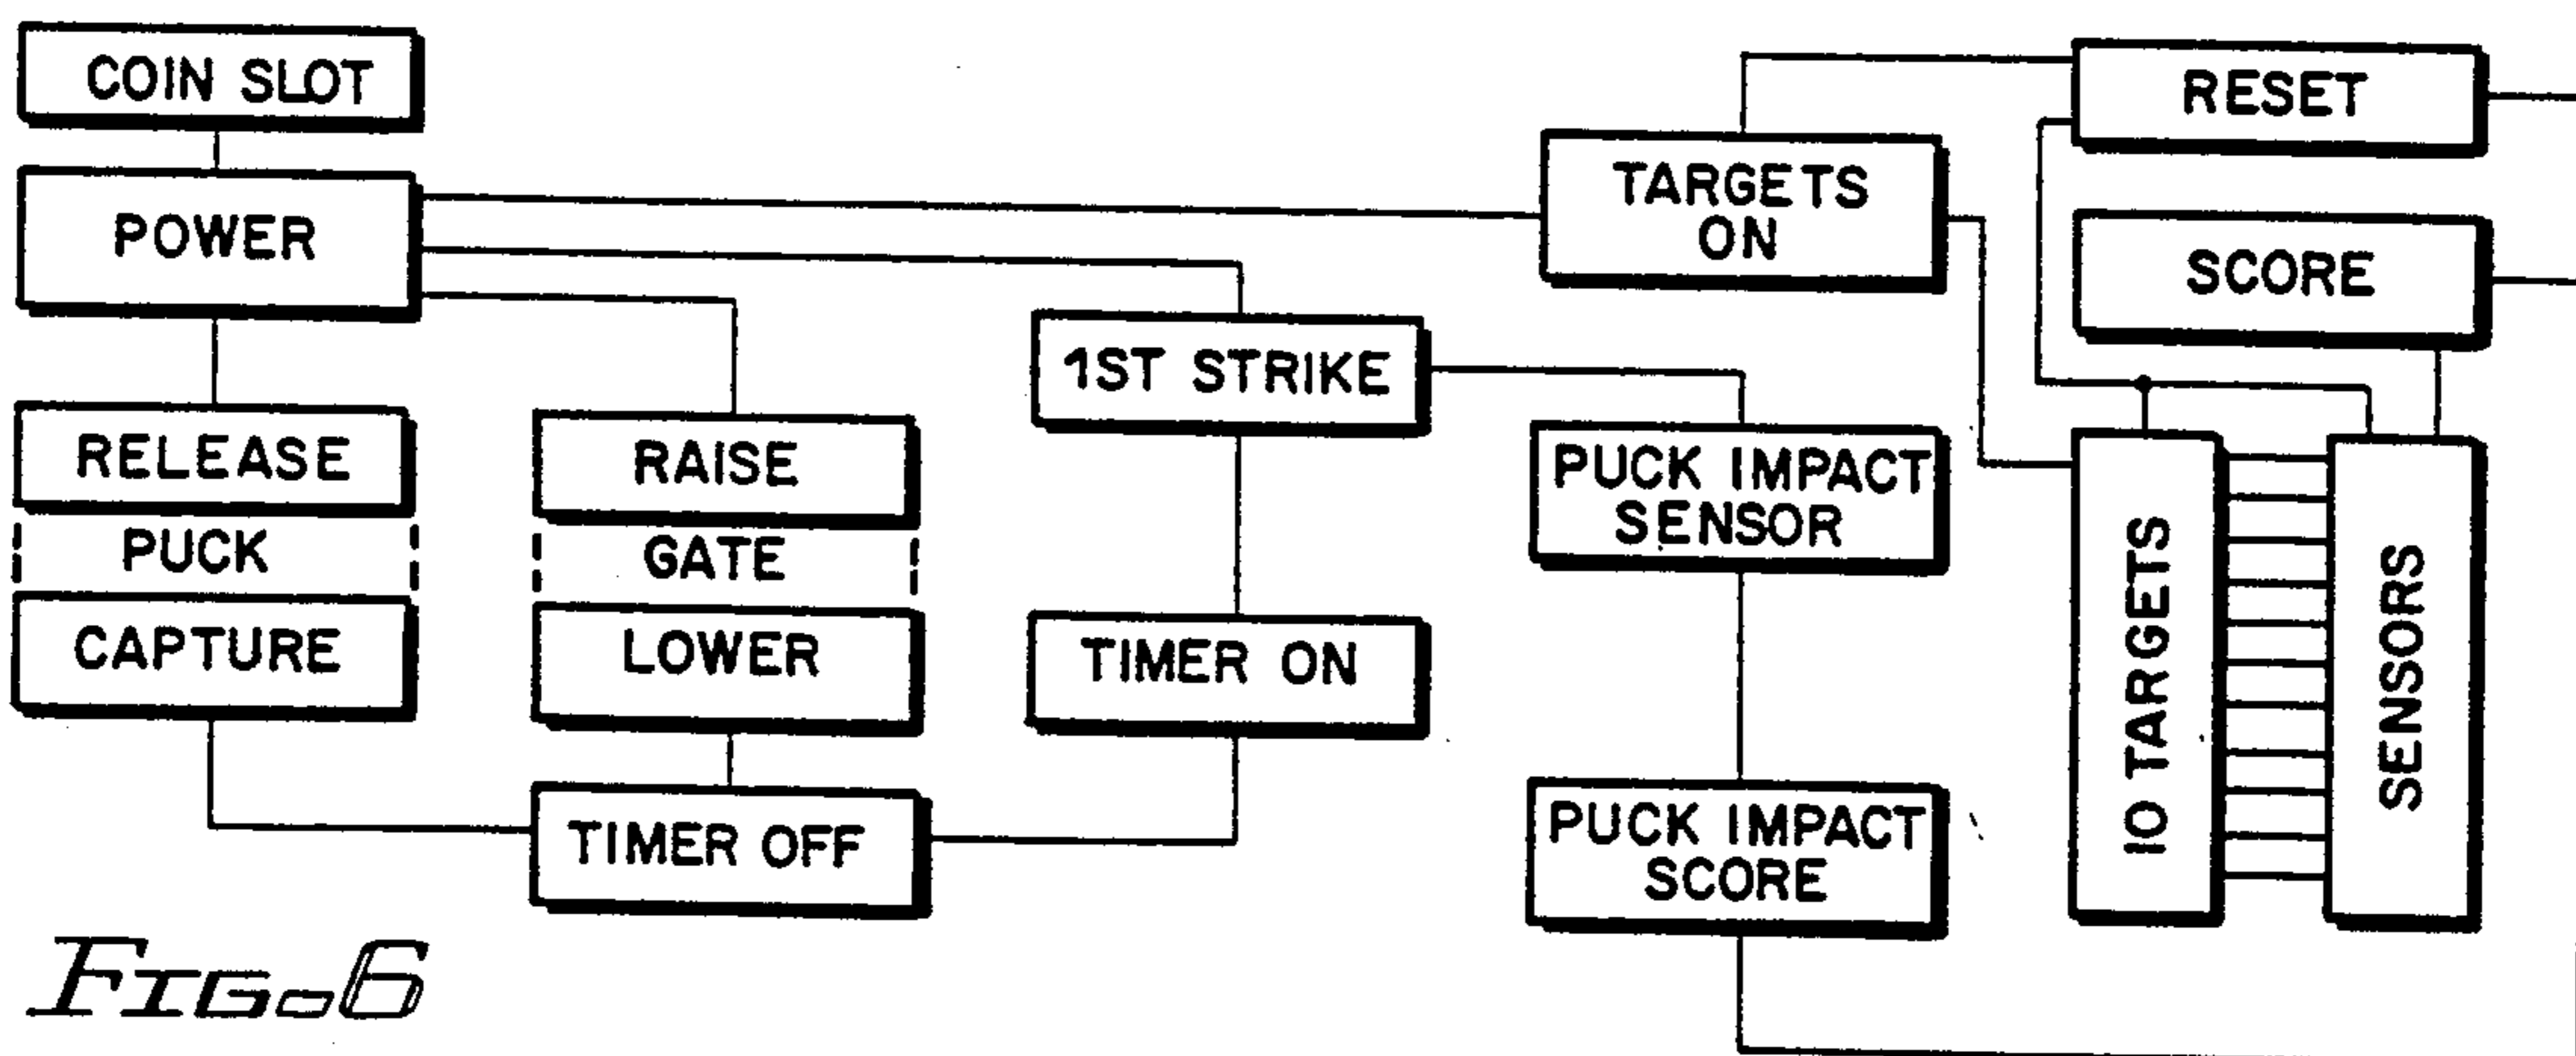 COIN SLOT
POWER
RELEASE
PUCK
CAPTURE
RAISE
GATE
LOWER
TIMER OFF
1ST STRIKE
TIMER ON
TARGETS
ON
PUCK IMPACT
SENSOR
PUCK IMPACT
SCORE
RESET
SCORE
10 TARGETS
SENSORS
FIG-6